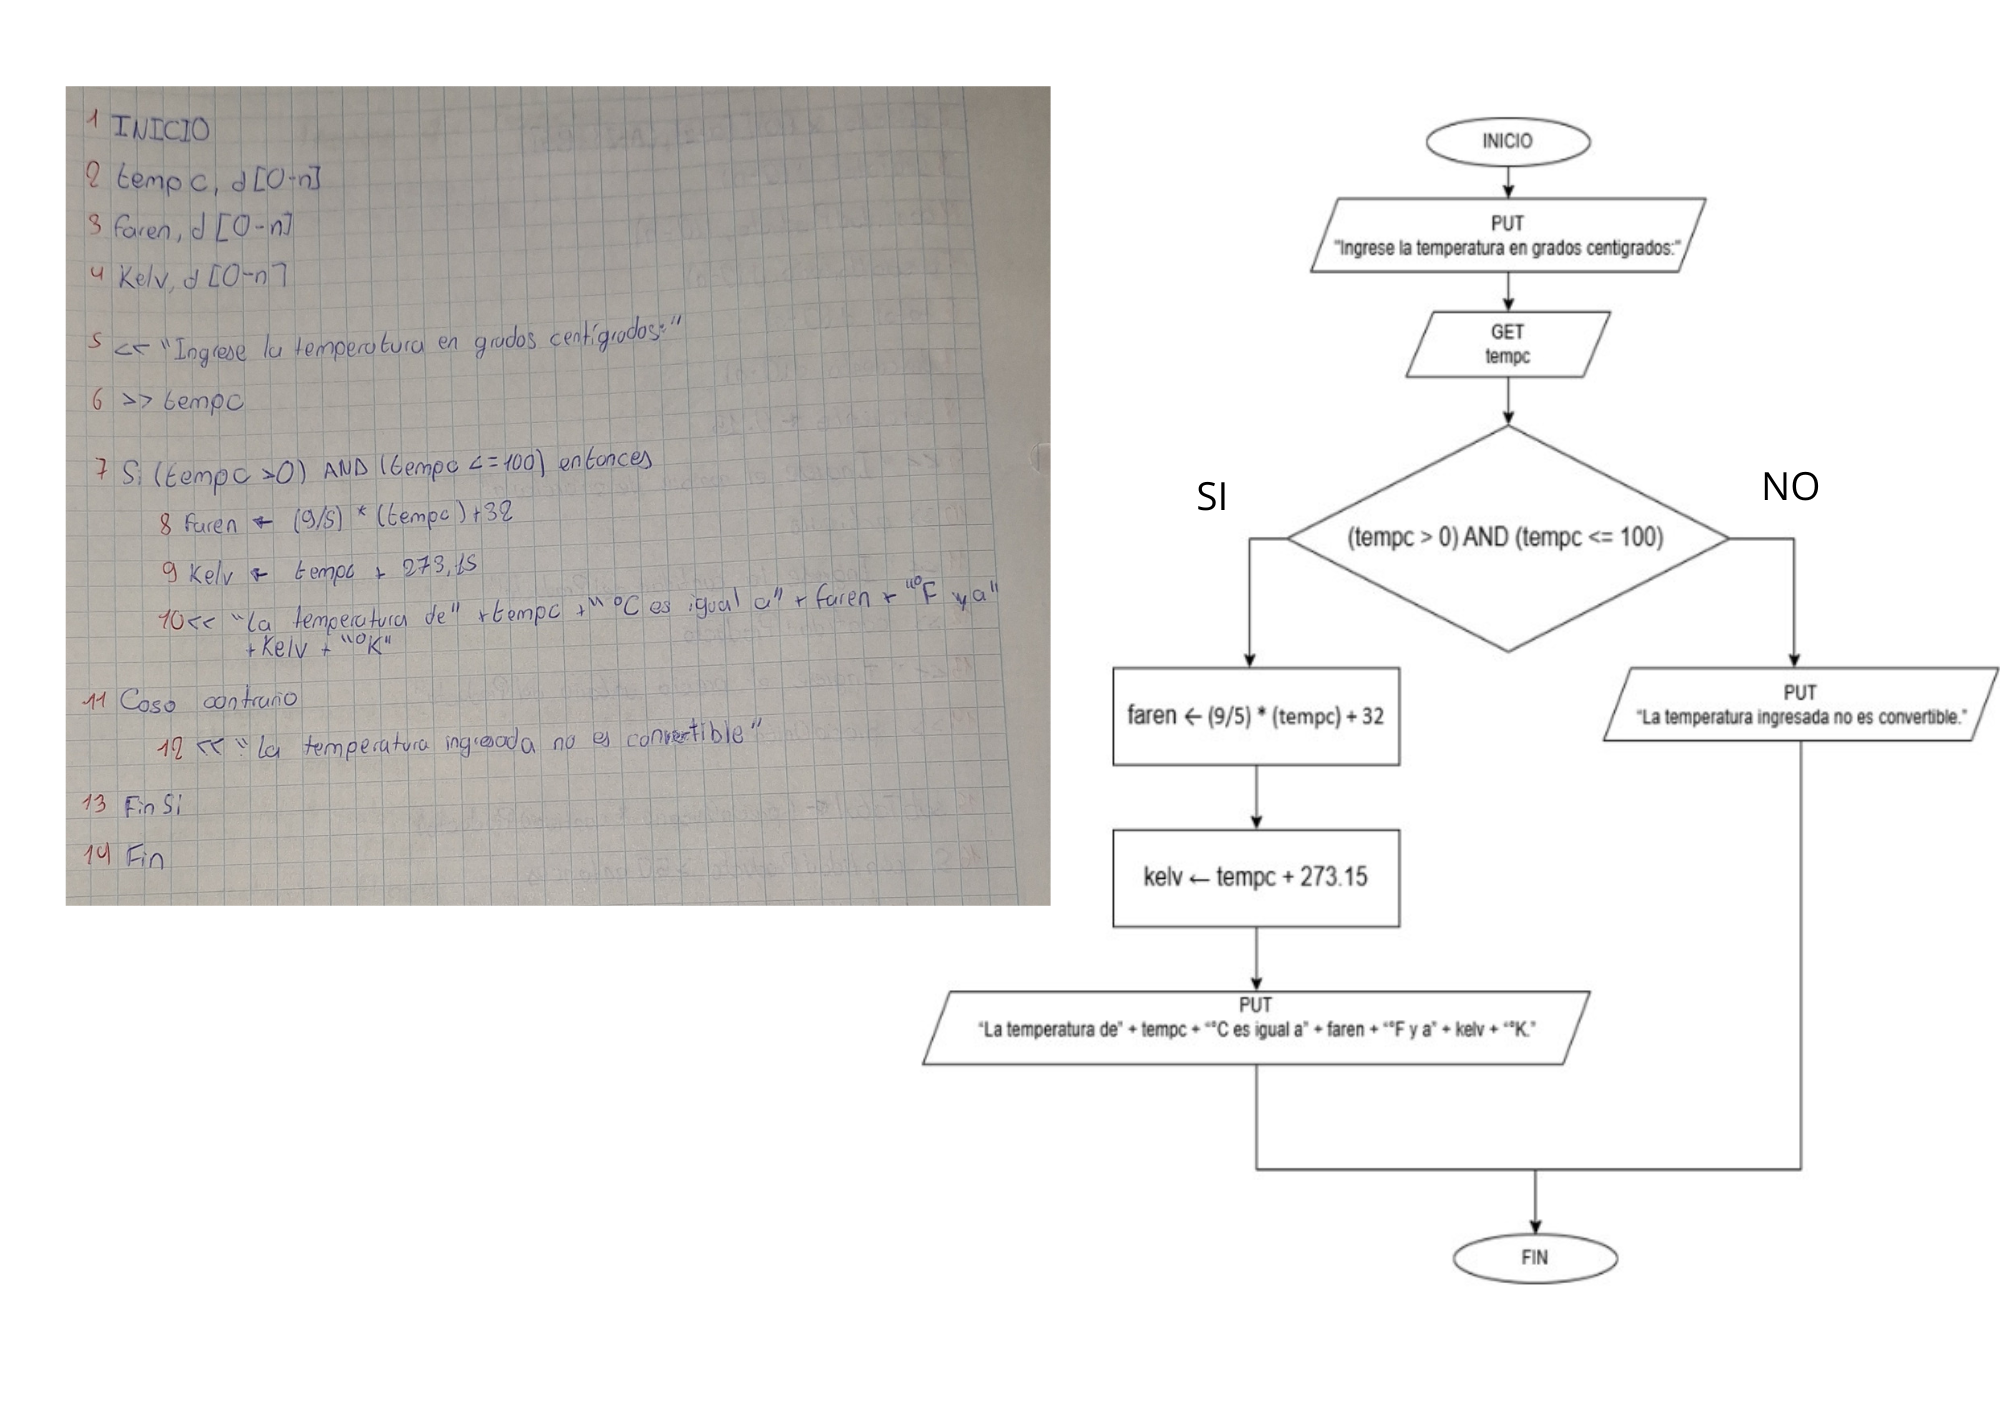 1 INICIO
2 tempc, d[0-n]
3 faren, d[0-n]
4 Kelv, d[0-n]
5 << "Ingrese la temperatura en grados centígrados:"
6 >> tempc
7 Si (tempc >0) AND (tempc <=100) entonces
8 faren ← (9/5) * (tempc)+32
9 Kelv ← tempc + 273,15
10<< "La temperatura de" +tempc +"°C es igual a" + faren + "°F y a"
+Kelv + "°K"
11 Caso contrario
12 << "La temperatura ingresada no es convertible"
13 Fin Si
14 Fin
INICIO
PUT
"Ingrese la temperatura en grados centigrados:"
GET
tempc
SI
NO
(tempc > 0) AND (tempc <= 100)
faren ← (9/5) * (tempc) + 32
PUT
"La temperatura ingresada no es convertible."
kelv ← tempc + 273.15
PUT
"La temperatura de" + tempc + "°C es igual a" + faren + "°F y a" + kelv + "°K."
FIN